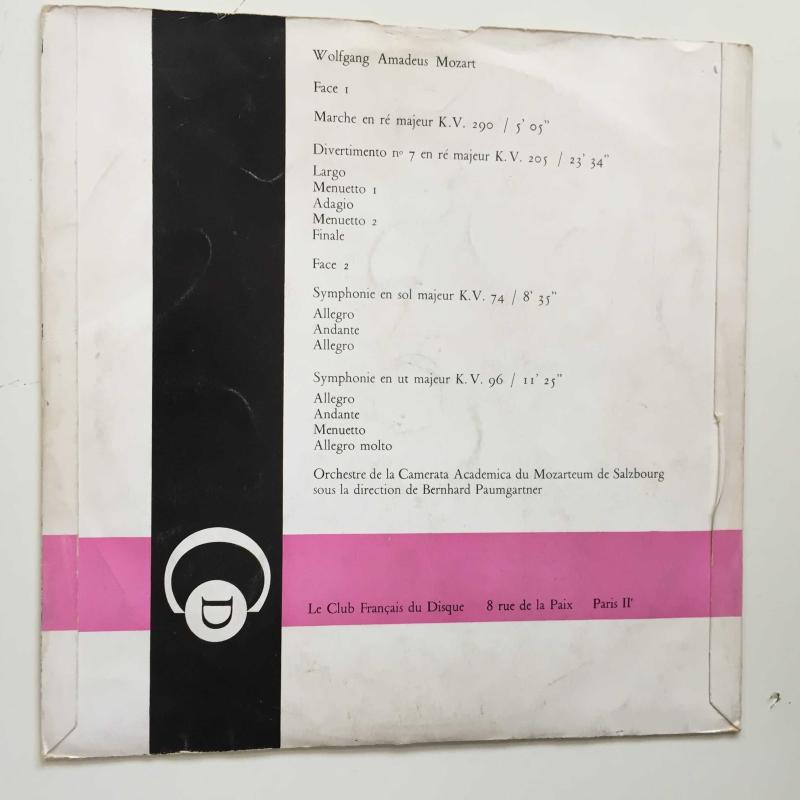 Wolfgang Amadeus Mozart
Face 1
Marche en ré majeur K.V. 290 / 5' 05"
Divertimento nº 7 en ré majeur K.V. 205 / 23' 34"
Largo
Menuetto 1
Adagio
Menuetto 2
Finale
Face 2
Symphonie en sol majeur K.V. 74 / 8' 35"
Allegro
Andante
Allegro
Symphonie en ut majeur K.V. 96 / 11' 25"
Allegro
Andante
Menuetto
Allegro molto
Orchestre de la Camerata Academica du Mozarteum de Salzbourg
sous la direction de Bernhard Paumgartner
D
Le Club Français du Disque 8 rue de la Paix Paris IIe